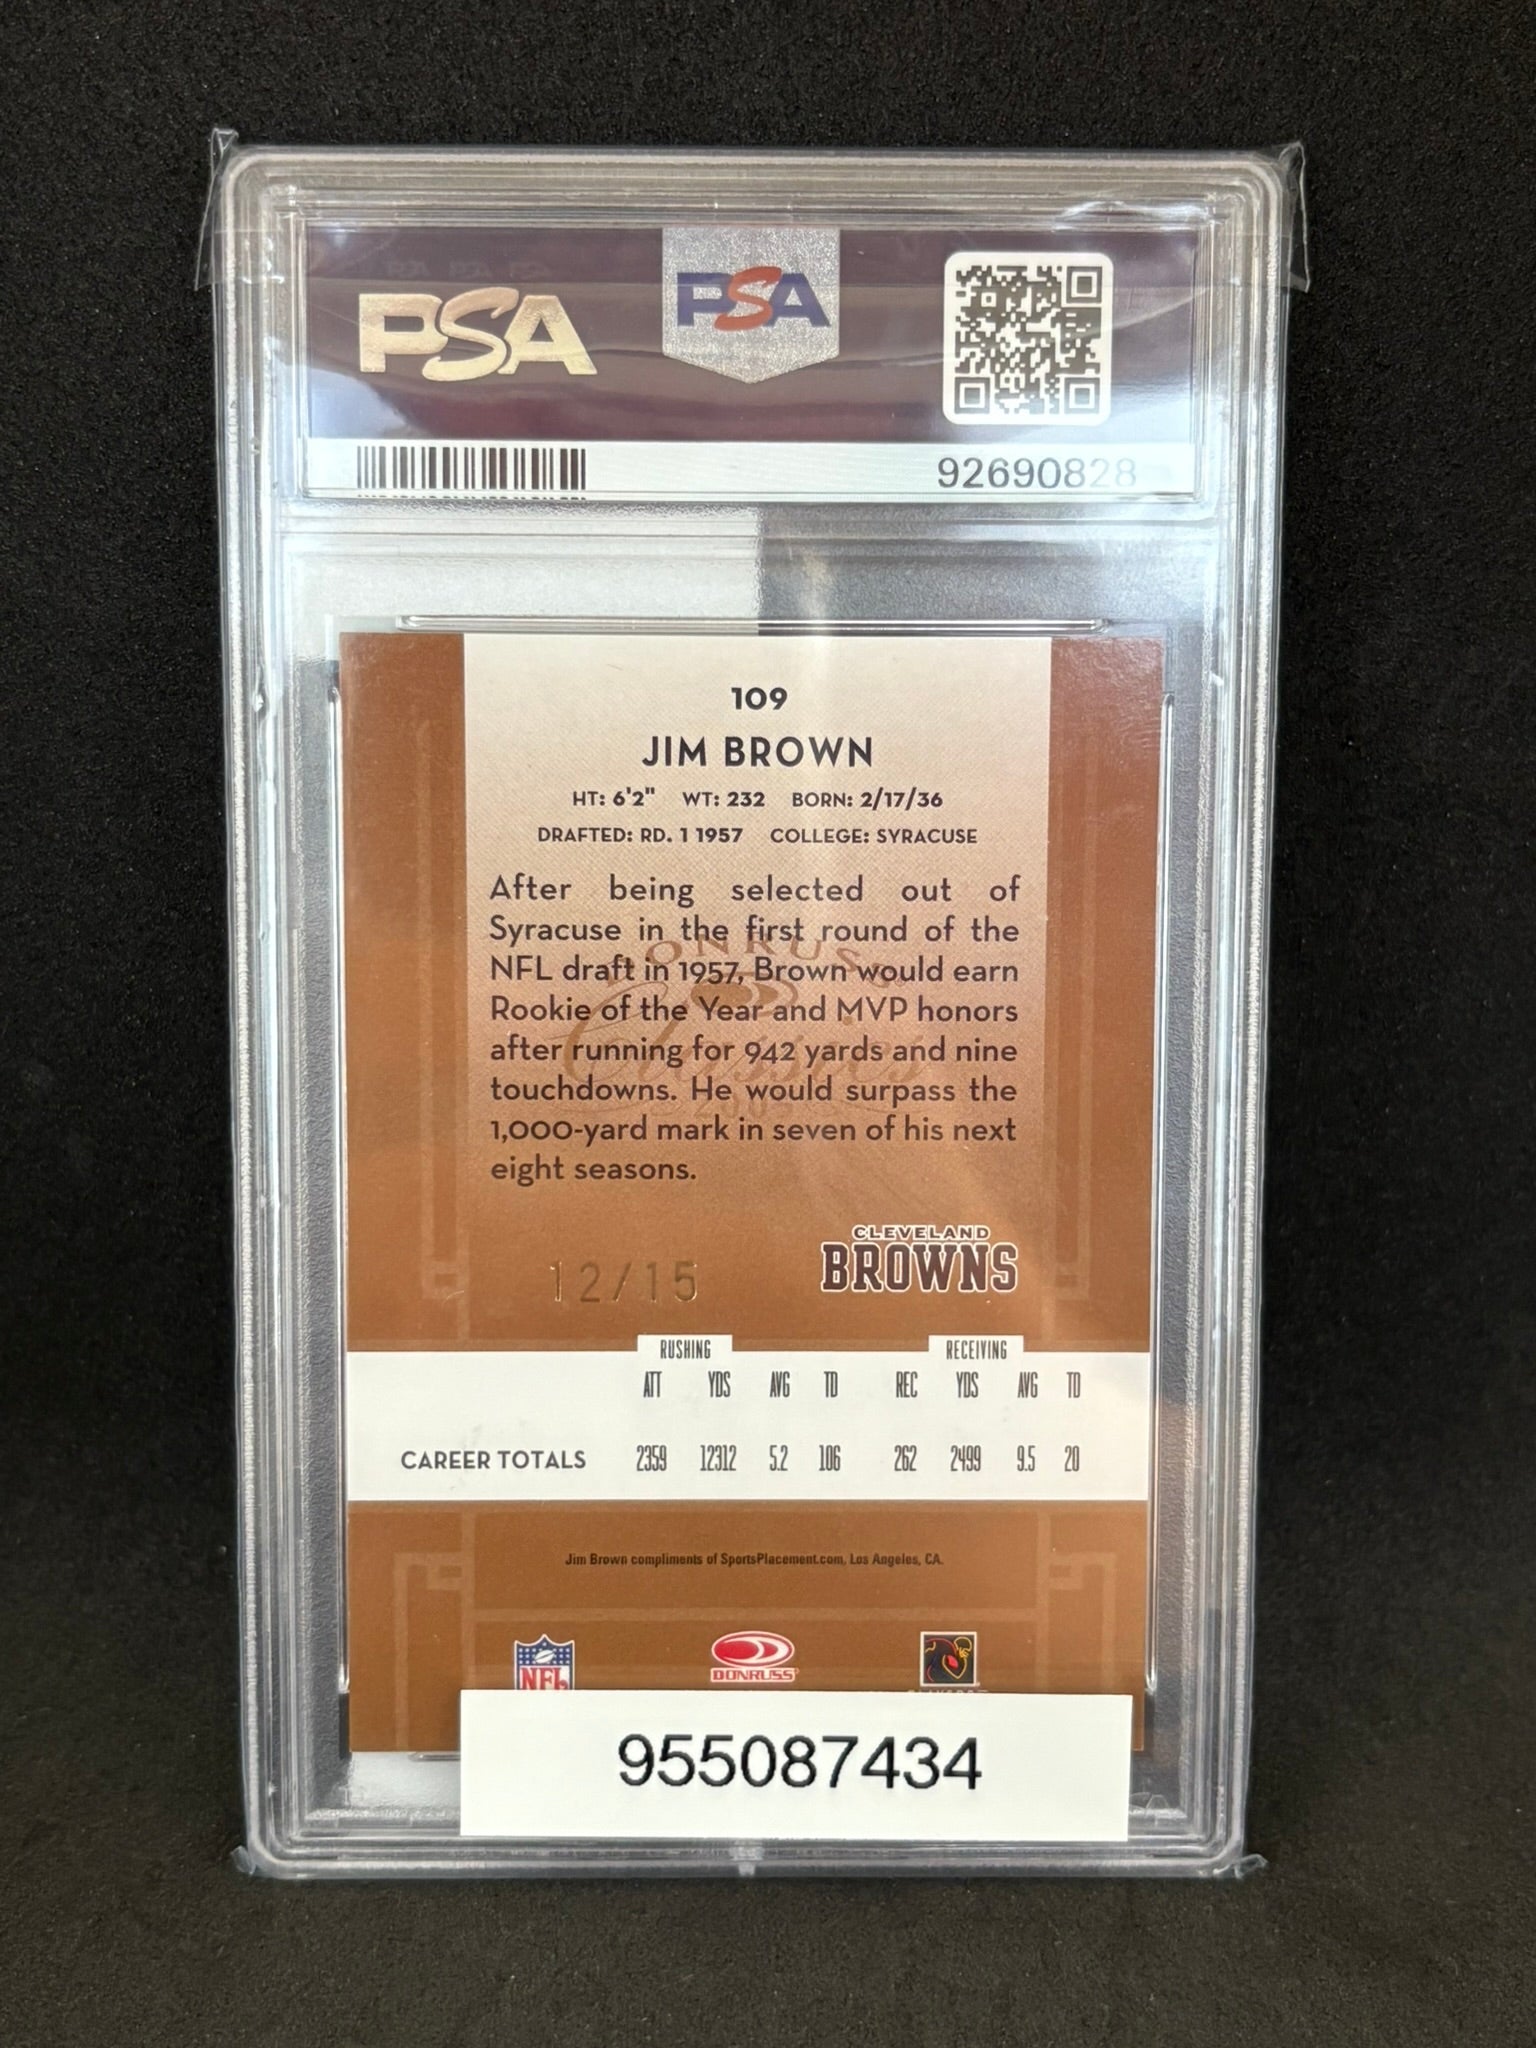 PSA
PSA
92690828
109
JIM BROWN
HT: 6'2" WT: 232 BORN: 2/17/36
DRAFTED: RD. 1 1957 COLLEGE: SYRACUSE
After being selected out of
Syracuse in the first round of the
NFL draft in 1957, Brown would earn
Rookie of the Year and MVP honors
after running for 942 yards and nine
touchdowns. He would surpass the
1,000-yard mark in seven of his next
eight seasons.
DONRUSS
Classics
CLEVELAND
BROWNS
12/15
RUSHING RECEIVING
ATT YDS AVG TD REC YDS AVG TD
CAREER TOTALS 2359 12312 5.2 106 262 2499 9.5 20
Jim Brown compliments of SportsPlacement.com, Los Angeles, CA.
NFL
DONRUSS
955087434